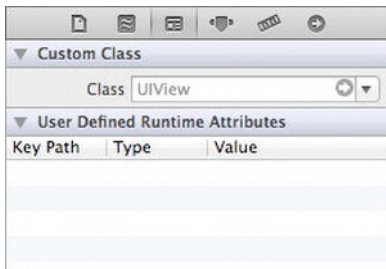 Custom Class
Class UIView
User Defined Runtime Attributes
Key Path Type Value